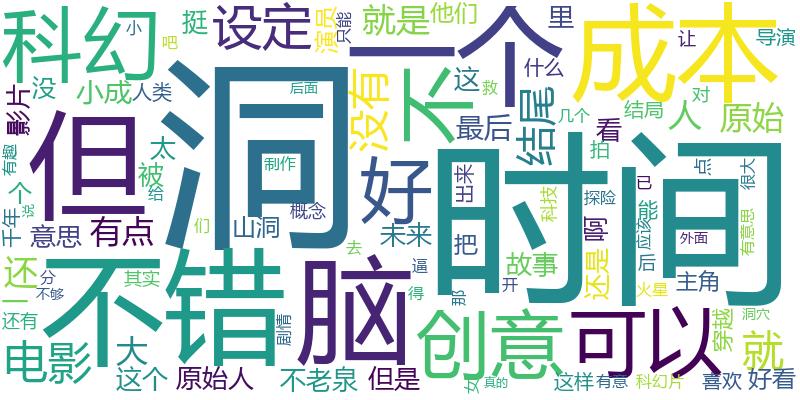 科幻
小
吧
挺
设定
就是
他们
演员
只能
一个
里
什么
成本
让
导演
没
小成
人类
影片
但
洞
后面
没有
不
这
救
最后
结尾
几个
结局
对
看
人
原始
拍
有趣
太
个
被
制作
好
时间
出来
点
很大
千年
说
给
们
概念
意思
有点
山洞
未来
把
科技
啊
探险
已
能
应该
外面
有意思
后
还
一
不错
去
脑
逼
故事
还是
主角
分
其实
不够
得
那
开
火星
还有
剧情
创意
可以
穿越
洞穴
就
电影
大
这个
原始人
不老泉
但是
女
真的
这样
有意
科幻片
喜欢
好看